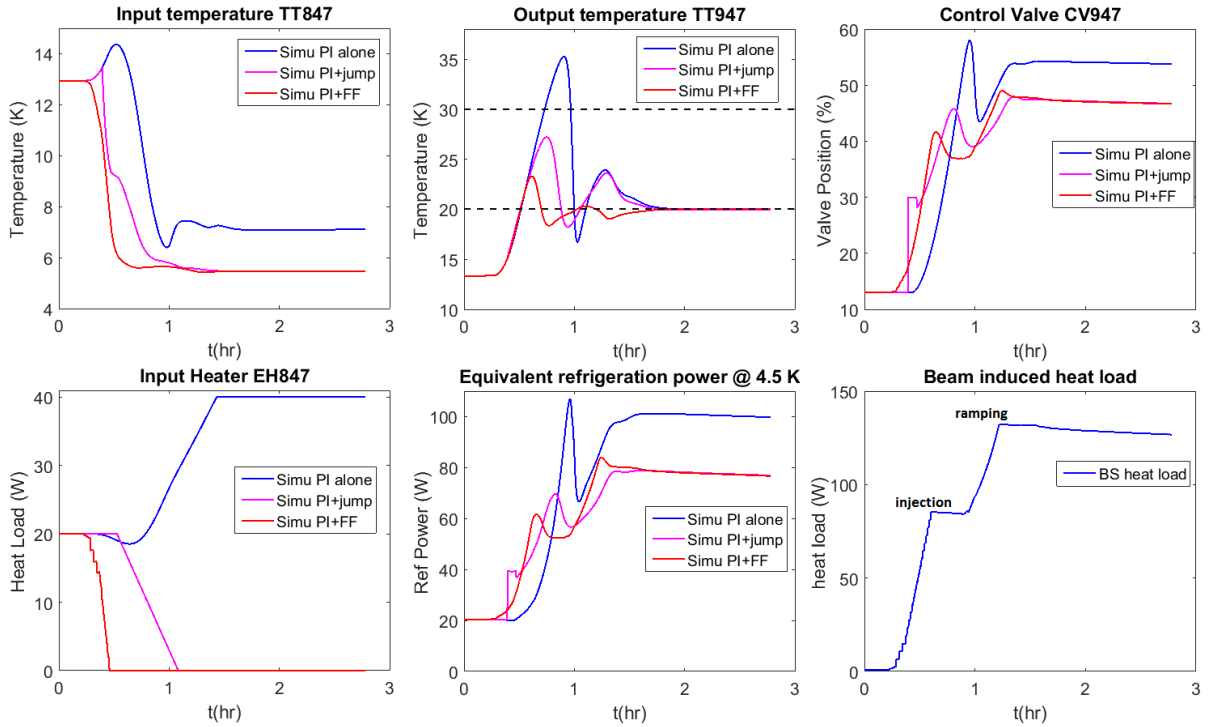 Input temperature TT847
14
12
10
8
6
4
Temperature (K)
0
1
2
3
t(hr)
Simu PI alone
Simu PI+jump
Simu PI+FF
Output temperature TT947
35
30
25
20
15
10
Temperature (K)
0
1
2
3
t(hr)
Simu PI alone
Simu PI+jump
Simu PI+FF
Control Valve CV947
60
50
40
30
20
10
Valve Position (%)
0
1
2
3
t(hr)
Simu PI alone
Simu PI+jump
Simu PI+FF
Input Heater EH847
40
30
20
10
0
Heat Load (W)
0
1
2
3
t(hr)
Simu PI alone
Simu PI+jump
Simu PI+FF
Equivalent refrigeration power @ 4.5 K
100
80
60
40
20
0
Ref Power (W)
0
1
2
3
t(hr)
Simu PI alone
Simu PI+jump
Simu PI+FF
Beam induced heat load
150
100
50
0
heat load (W)
0
1
2
3
t(hr)
ramping
injection
BS heat load